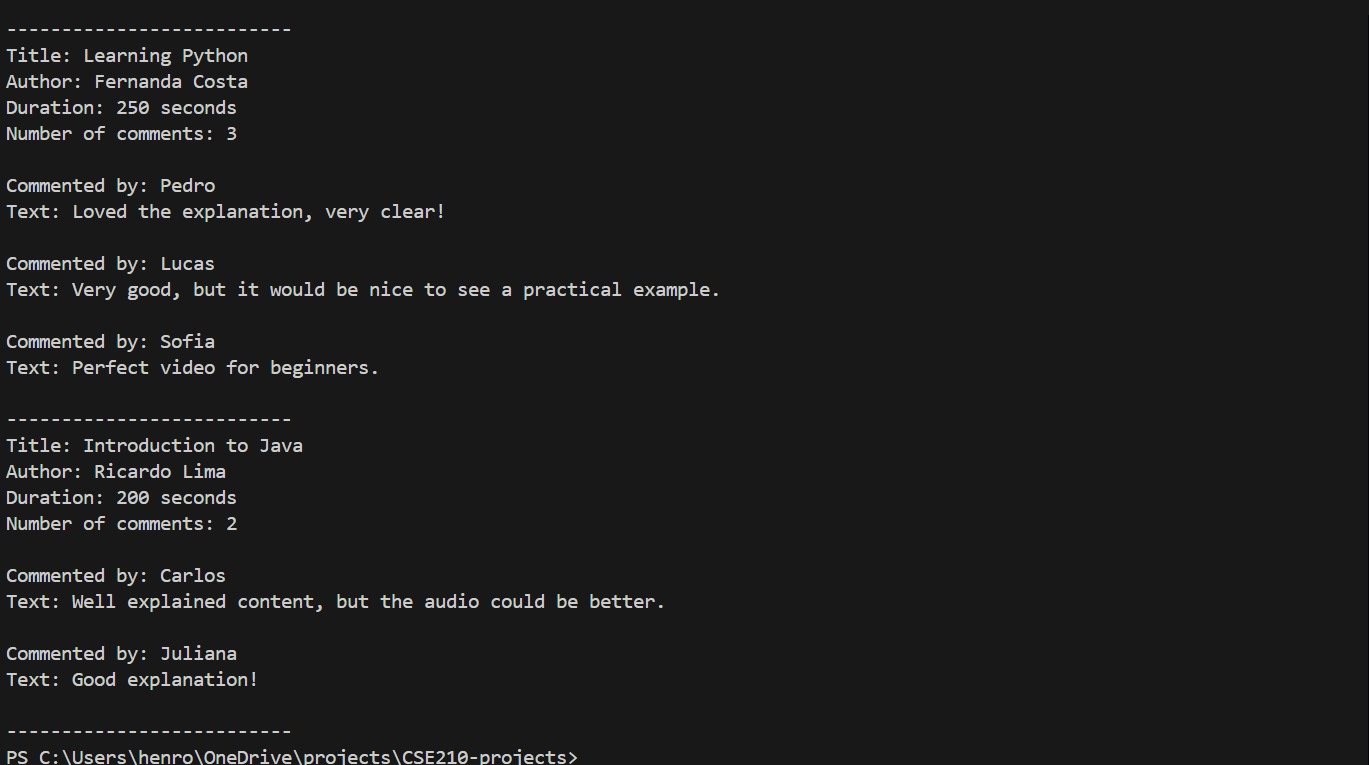 --------------------------
Title: Learning Python
Author: Fernanda Costa
Duration: 250 seconds
Number of comments: 3
Commented by: Pedro
Text: Loved the explanation, very clear!
Commented by: Lucas
Text: Very good, but it would be nice to see a practical example.
Commented by: Sofia
Text: Perfect video for beginners.
--------------------------
Title: Introduction to Java
Author: Ricardo Lima
Duration: 200 seconds
Number of comments: 2
Commented by: Carlos
Text: Well explained content, but the audio could be better.
Commented by: Juliana
Text: Good explanation!
--------------------------
PS C:\Users\henro\OneDrive\projects\CSE210-projects>